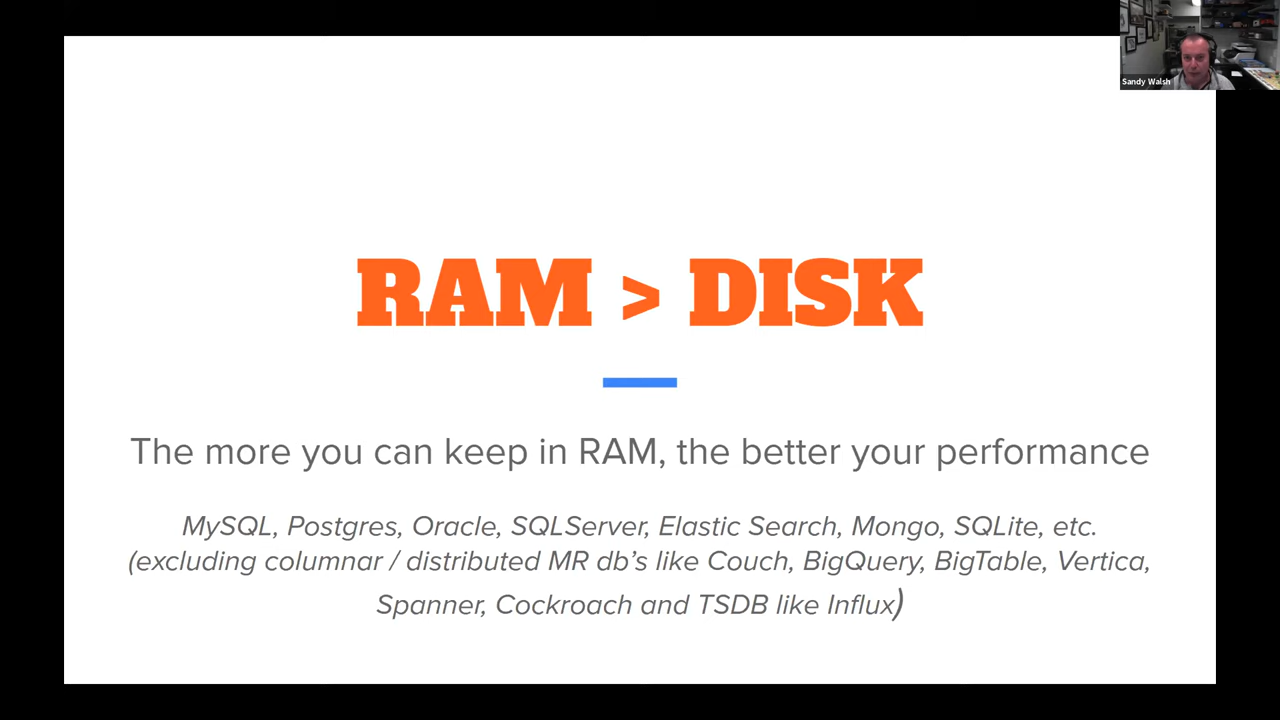 Sandy Walsh
RAM > DISK
The more you can keep in RAM, the better your performance
MySQL, Postgres, Oracle, SQLServer, Elastic Search, Mongo, SQLite, etc.
(excluding columnar / distributed MR db's like Couch, BigQuery, BigTable, Vertica,
Spanner, Cockroach and TSDB like Influx)